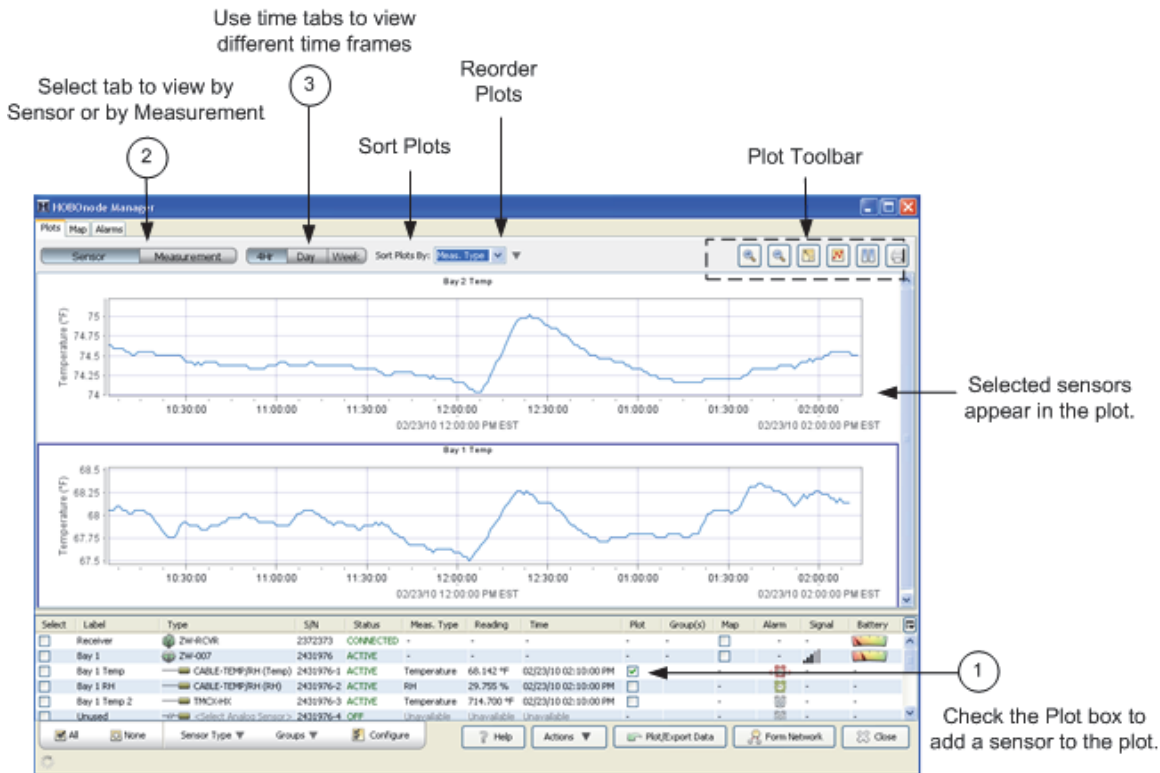 Use time tabs to view
different time frames
3
Reorder
Plots
Select tab to view by
Sensor or by Measurement
2
Sort Plots
Plot Toolbar
HOBOnode Manager
Plots Map Alarms
Sensor Measurement 4Hr Day Week Sort Plots By: Meas. Type
Bay 2 Temp
Temperature (°F)
75
74.75
74.5
74.25
74
10:30:00 11:00:00 11:30:00 12:00:00 12:30:00 01:00:00 01:30:00 02:00:00
02/23/10 12:00:00 PM EST 02/23/10 02:00:00 PM EST
Selected sensors
appear in the plot.
Bay 1 Temp
Temperature (°F)
68.5
68.25
68
67.75
67.5
10:30:00 11:00:00 11:30:00 12:00:00 12:30:00 01:00:00 01:30:00 02:00:00
02/23/10 12:00:00 PM EST 02/23/10 02:00:00 PM EST
Select Label Type S/N Status Meas. Type Reading Time Plot Group(s) Map Alarm Signal Battery
Receiver ZW-RCVR 2372373 CONNECTED - - - - - - -
Bay 1 ZW-007 2431976 ACTIVE - - - - - -
Bay 1 Temp CABLE-TEMP/RH (Temp) 2431976-1 ACTIVE Temperature 68.142 °F 02/23/10 02:10:00 PM - - - -
Bay 1 RH CABLE-TEMP/RH (RH) 2431976-2 ACTIVE RH 29.755 % 02/23/10 02:10:00 PM - - - -
Bay 1 Temp 2 TMCX-HX 2431976-3 ACTIVE Temperature 714.700 °F 02/23/10 02:10:00 PM - - - -
Unused <Select Analog Sensor> 2431976-4 OFF Unavailable Unavailable Unavailable - - - - -
1
Check the Plot box to
add a sensor to the plot.
All None Sensor Type Groups Configure Help Actions Plot/Export Data Form Network Close